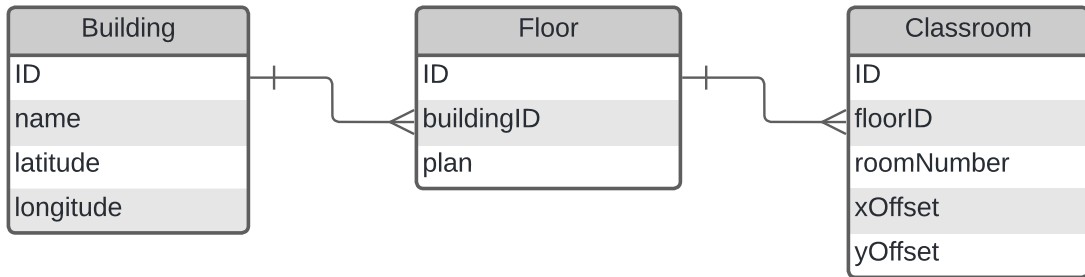 Building
ID
name
latitude
longitude
Floor
ID
buildingID
plan
Classroom
ID
floorID
roomNumber
xOffset
yOffset